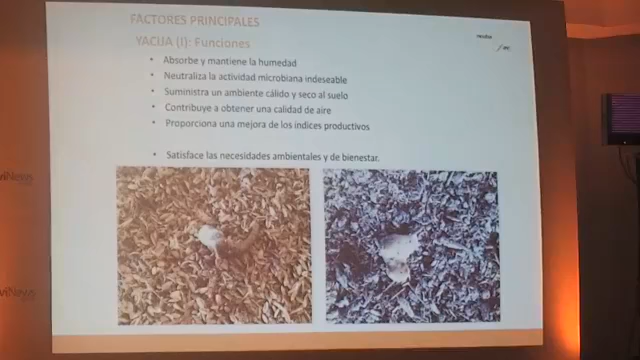 FACTORES PRINCIPALES
YACIJA (I): Funciones
• Absorbe y mantiene la humedad
• Neutraliza la actividad microbiana indeseable
• Suministra un ambiente cálido y seco al suelo
• Contribuye a obtener una calidad de aire
• Proporciona una mejora de los índices productivos
• Satisface las necesidades ambientales y de bienestar.